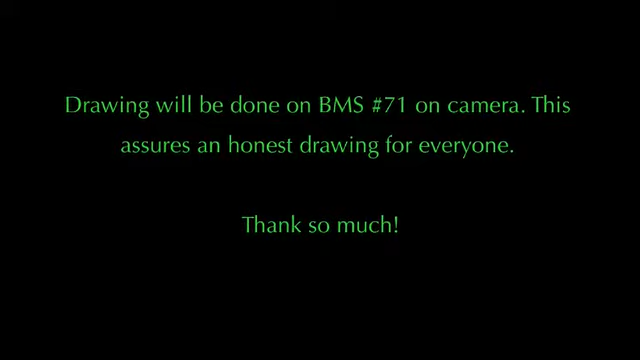 Drawing will be done on BMS #71 on camera. This
assures an honest drawing for everyone.
Thank so much!